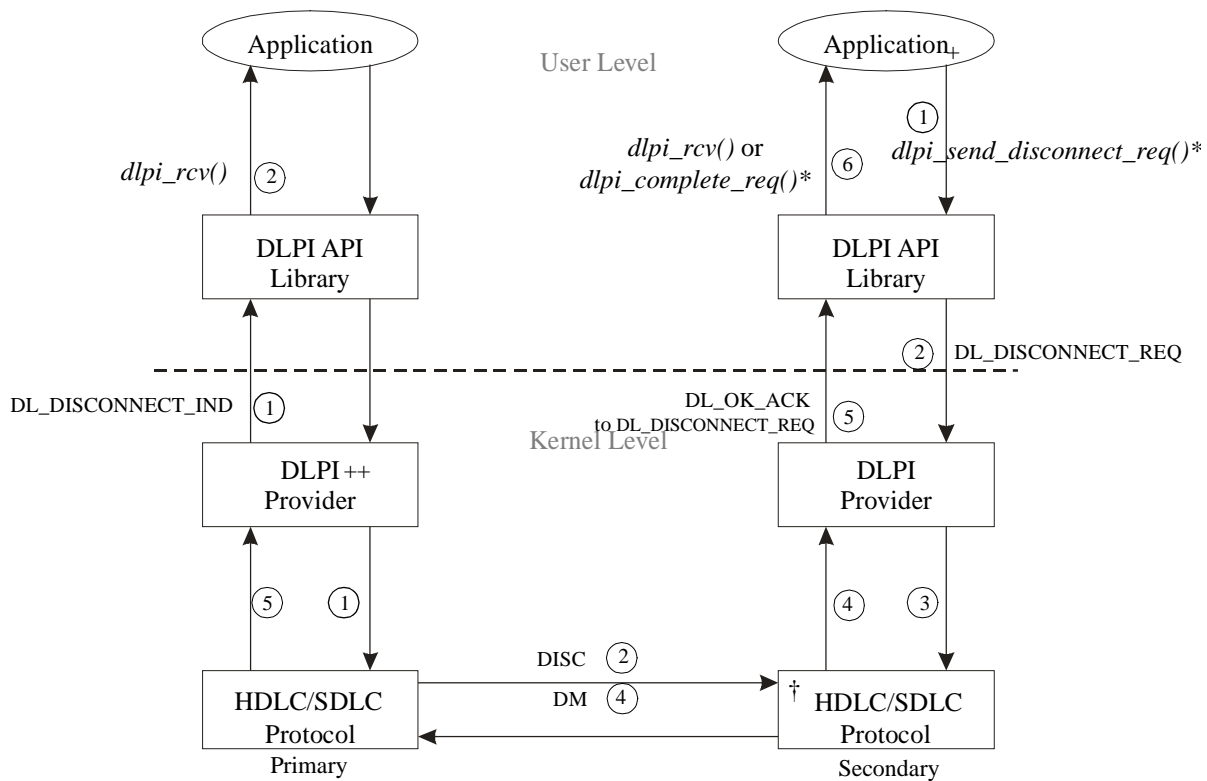 Application
Application+
User Level
1
dlpi_rcv() or
dlpi_send_disconnect_req()*
dlpi_rcv()
2
dlpi_complete_req()*
6
DLPI API
Library
DLPI API
Library
2
DL_DISCONNECT_REQ
DL_DISCONNECT_IND
1
DL_OK_ACK
to DL_DISCONNECT_REQ
5
Kernel Level
DLPI ++
Provider
DLPI
Provider
5
1
4
3
DISC
2
DM
4
HDLC/SDLC
Protocol
†
HDLC/SDLC
Protocol
Primary
Secondary